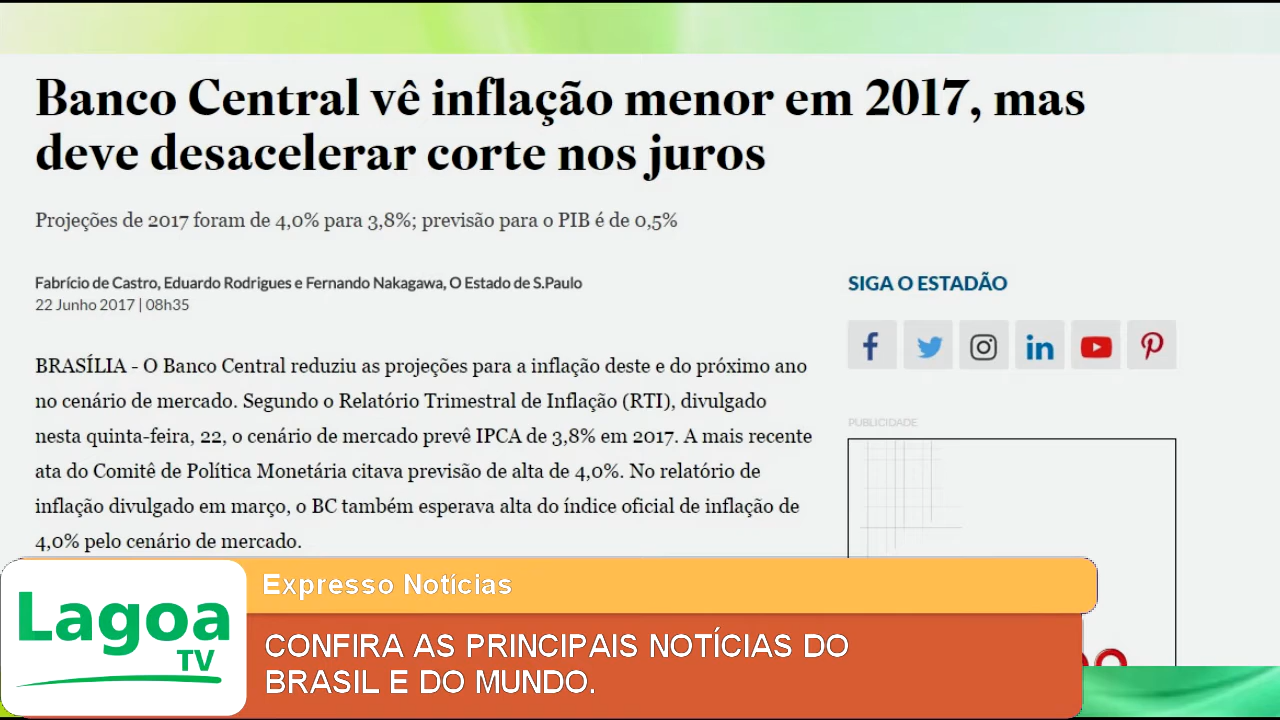 Banco Central vê inflação menor em 2017, mas
deve desacelerar corte nos juros
Projeções de 2017 foram de 4,0% para 3,8%; previsão para o PIB é de 0,5%
Fabrício de Castro, Eduardo Rodrigues e Fernando Nakagawa, O Estado de S.Paulo
22 Junho 2017 | 08h35
SIGA O ESTADÃO
BRASÍLIA - O Banco Central reduziu as projeções para a inflação deste e do próximo ano
no cenário de mercado. Segundo o Relatório Trimestral de Inflação (RTI), divulgado
nesta quinta-feira, 22, o cenário de mercado prevê IPCA de 3,8% em 2017. A mais recente
ata do Comitê de Política Monetária citava previsão de alta de 4,0%. No relatório de
inflação divulgado em março, o BC também esperava alta do índice oficial de inflação de
4,0% pelo cenário de mercado.
PUBLICIDADE
Lagoa
TV
Expresso Notícias
CONFIRA AS PRINCIPAIS NOTÍCIAS DO
BRASIL E DO MUNDO.